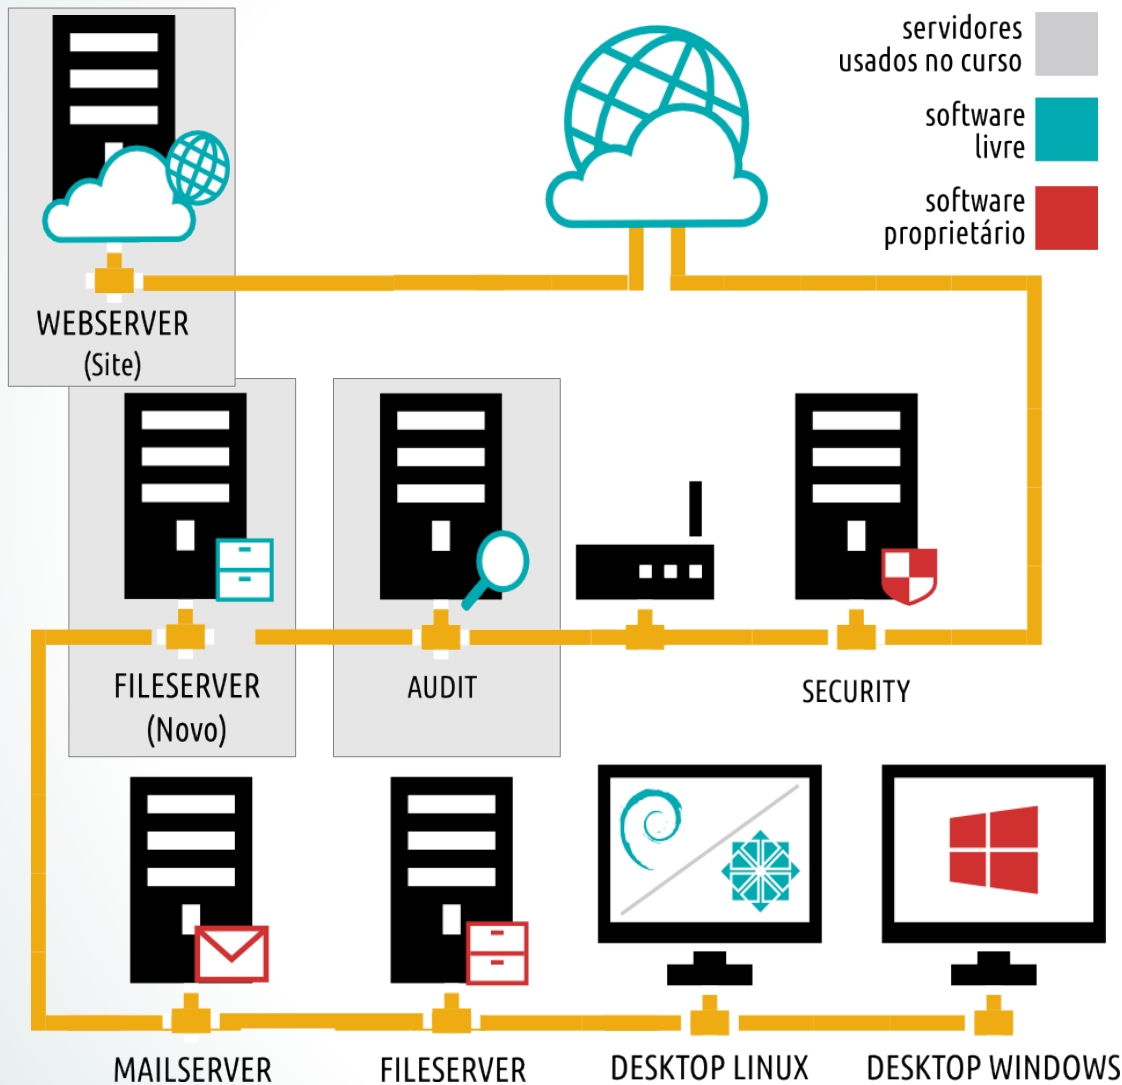 servidores
usados no curso
software
livre
software
proprietário
WEBSERVER
(Site)
FILESERVER
(Novo)
AUDIT
SECURITY
MAILSERVER
FILESERVER
DESKTOP LINUX
DESKTOP WINDOWS